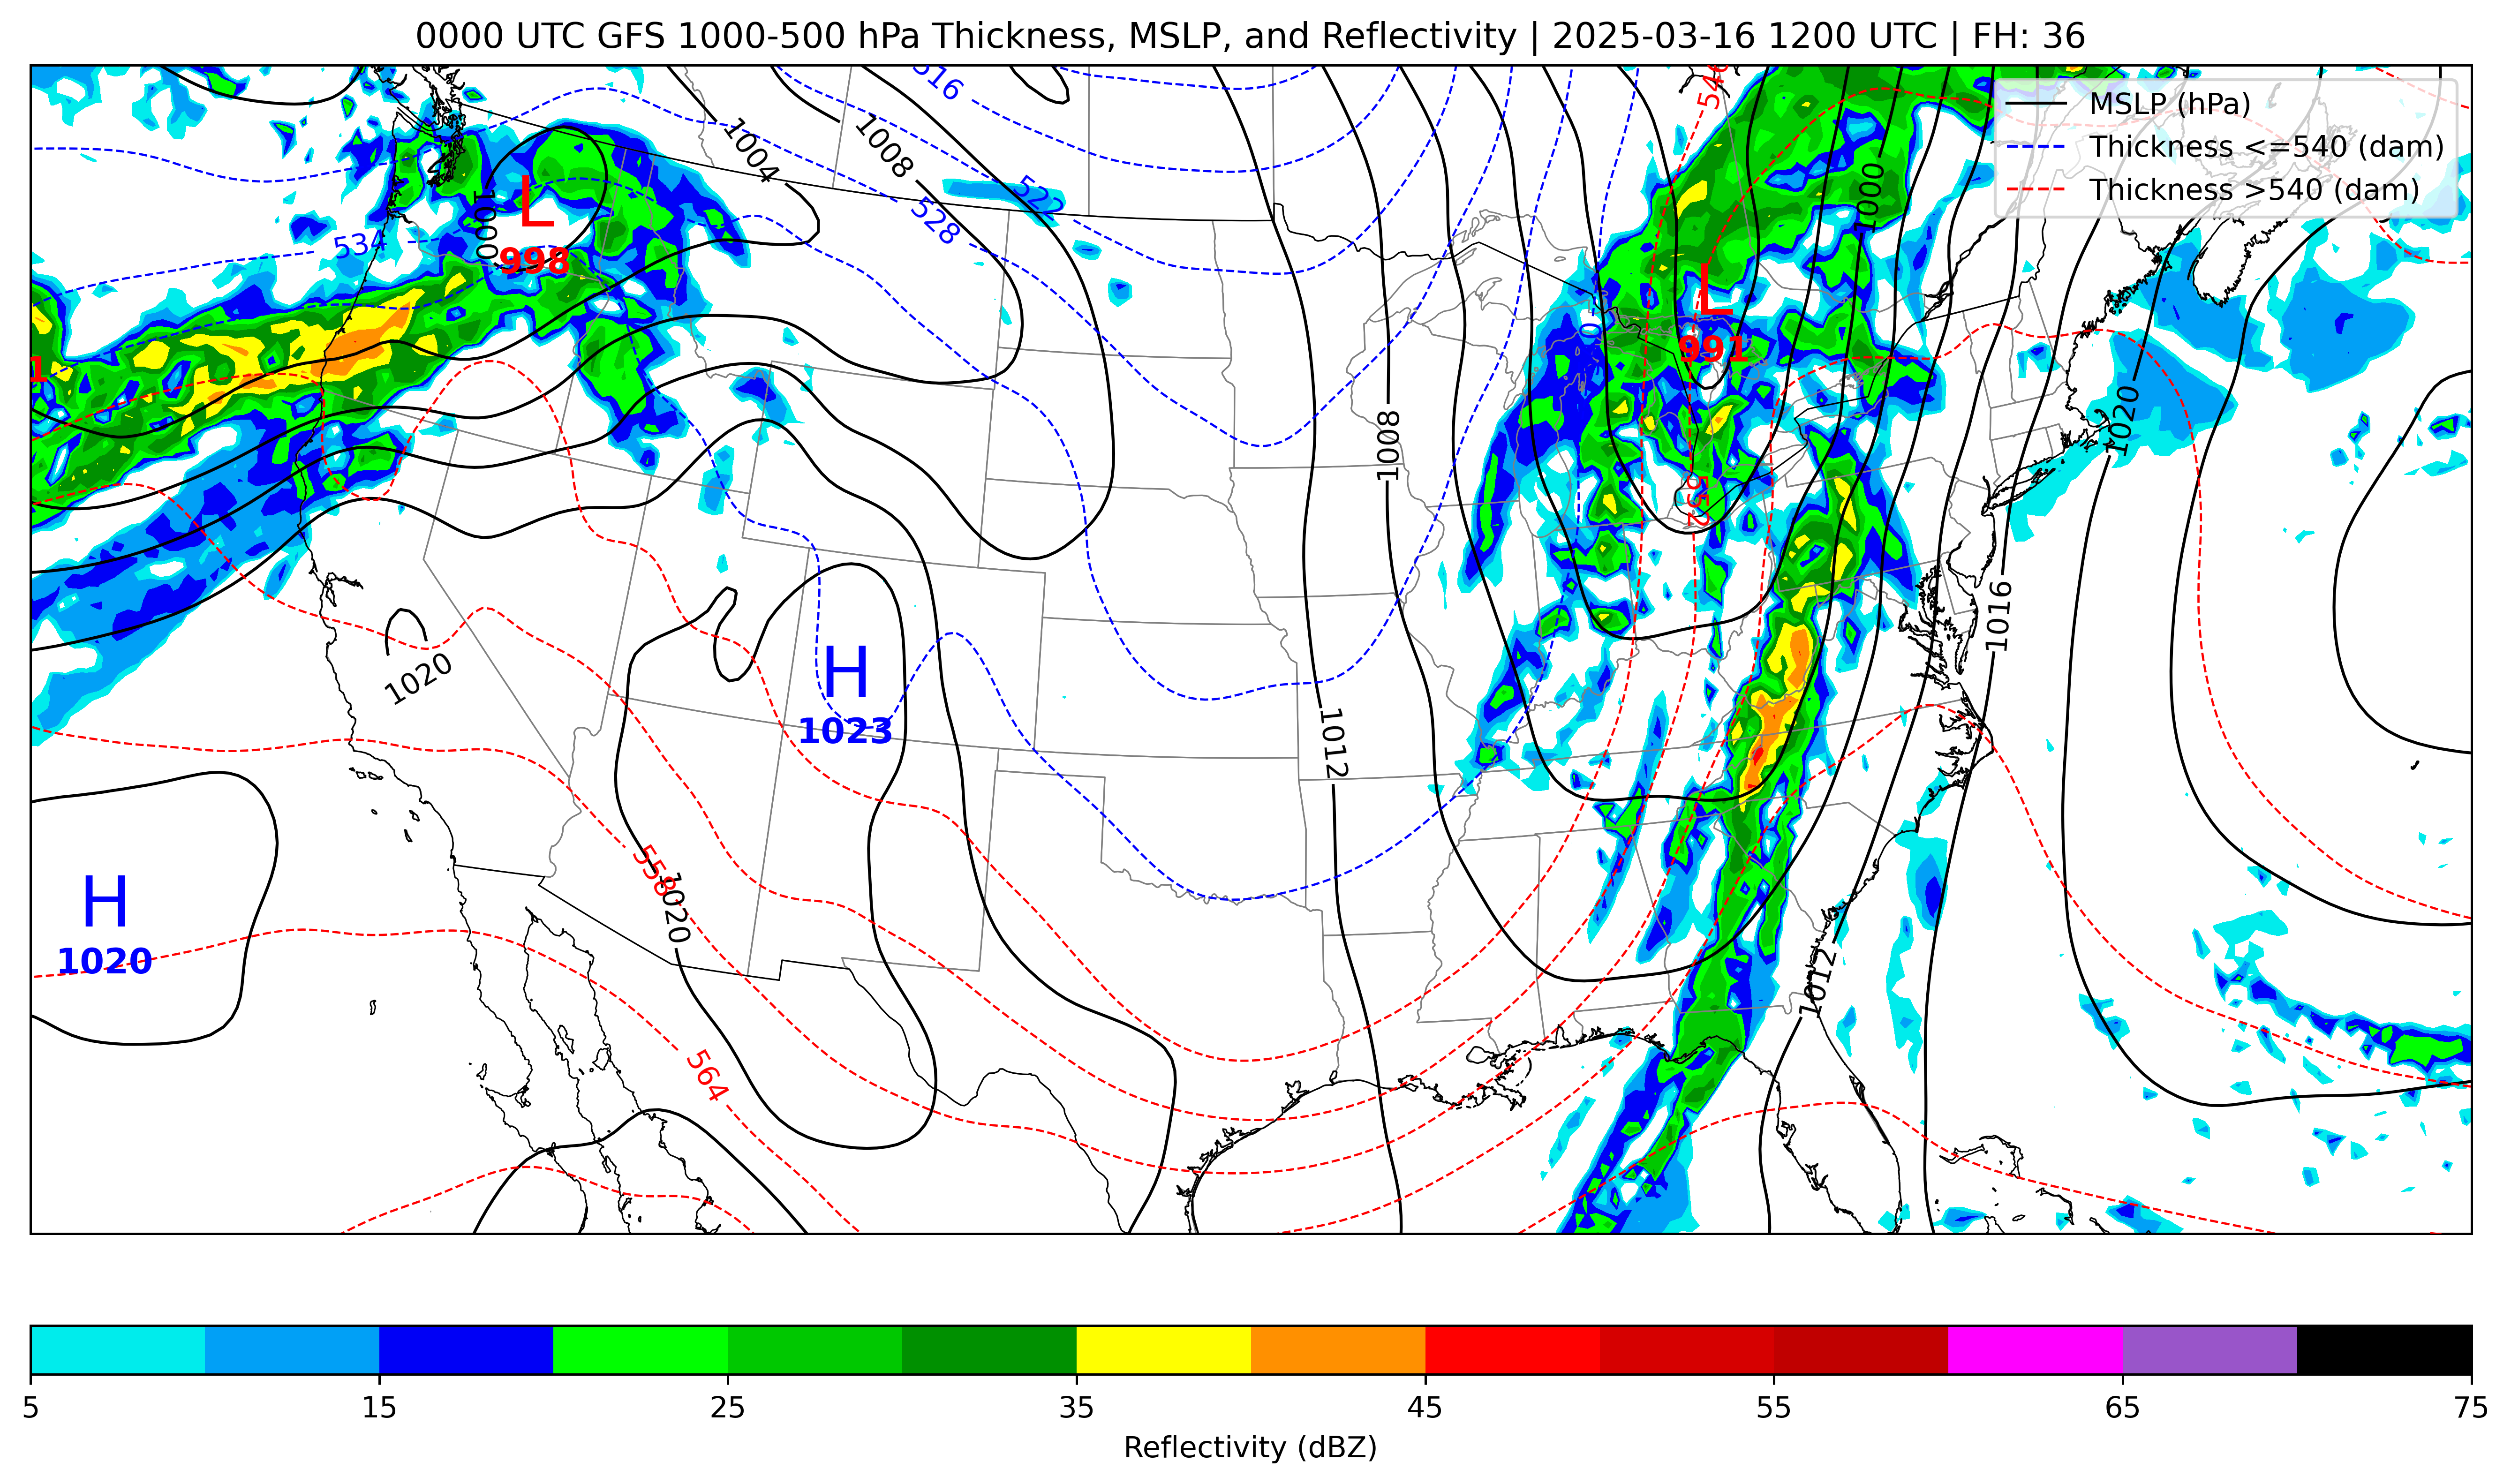 0000 UTC GFS 1000-500 hPa Thickness, MSLP, and Reflectivity | 2025-03-16 1200 UTC | FH: 36
MSLP (hPa)
Thickness <=540 (dam)
Thickness >540 (dam)
516
546
1004
1008
1000
522
528
534
1000
L
998
L
991
1
1008
1020
552
1016
1020
H
1023
1012
558
1020
H
1020
1012
564
5 15 25 35 45 55 65 75
Reflectivity (dBZ)